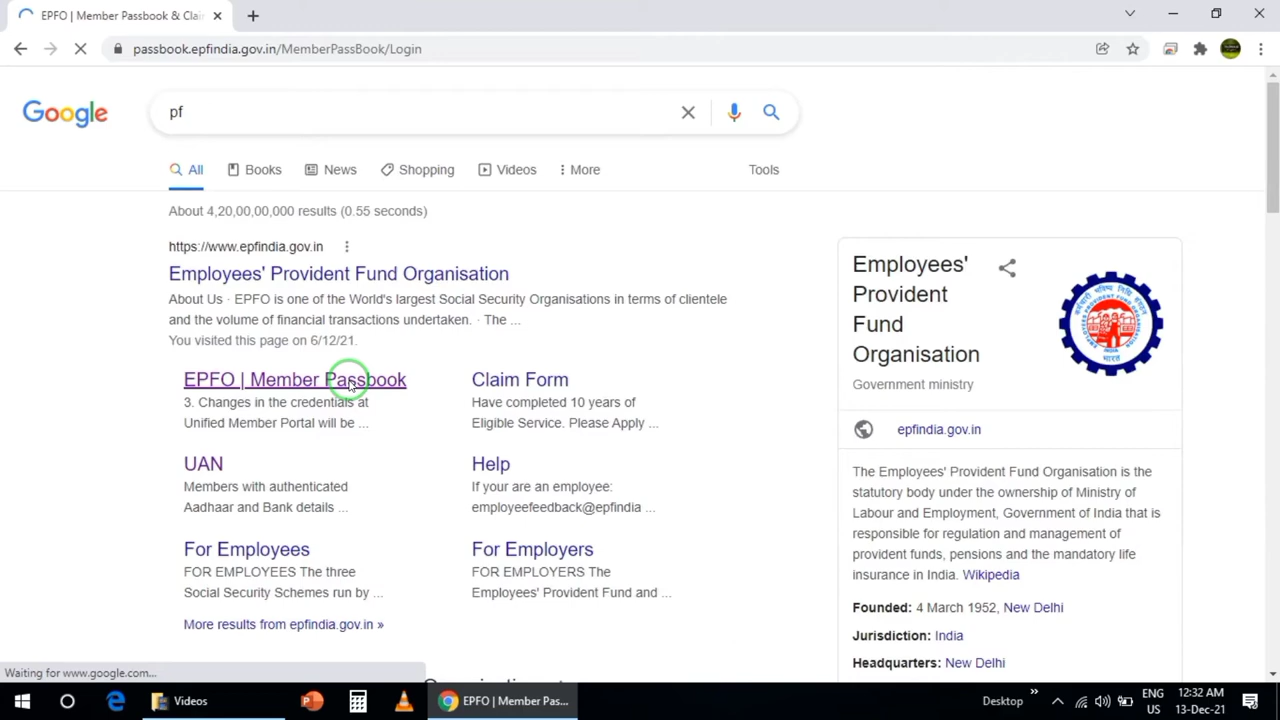 EPFO | Member Passbook & Clai
passbook.epfindia.gov.in/MemberPassBook/Login
Google
pf
All
Books
News
Shopping
Videos
More
Tools
About 4,20,00,00,000 results (0.55 seconds)
https://www.epfindia.gov.in
Employees' Provident Fund Organisation
About Us · EPFO is one of the World's largest Social Security Organisations in terms of clientele
and the volume of financial transactions undertaken. · The ...
You visited this page on 6/12/21.
EPFO | Member Passbook
3. Changes in the credentials at
Unified Member Portal will be ...
Claim Form
Have completed 10 years of
Eligible Service. Please Apply ...
UAN
Members with authenticated
Aadhaar and Bank details ...
Help
If your are an employee:
employeefeedback@epfindia ...
For Employees
FOR EMPLOYEES The three
Social Security Schemes run by ...
For Employers
FOR EMPLOYERS The
Employees' Provident Fund and ...
More results from epfindia.gov.in »
Employees'
Provident
Fund
Organisation
Government ministry
epfindia.gov.in
The Employees' Provident Fund Organisation is the
statutory body under the ownership of Ministry of
Labour and Employment, Government of India that is
responsible for regulation and management of
provident funds, pensions and the mandatory life
insurance in India. Wikipedia
Founded: 4 March 1952, New Delhi
Jurisdiction: India
Headquarters: New Delhi
Waiting for www.google.com...
Videos
EPFO | Member Pas...
Desktop
ENG
US
12:32 AM
13-Dec-21